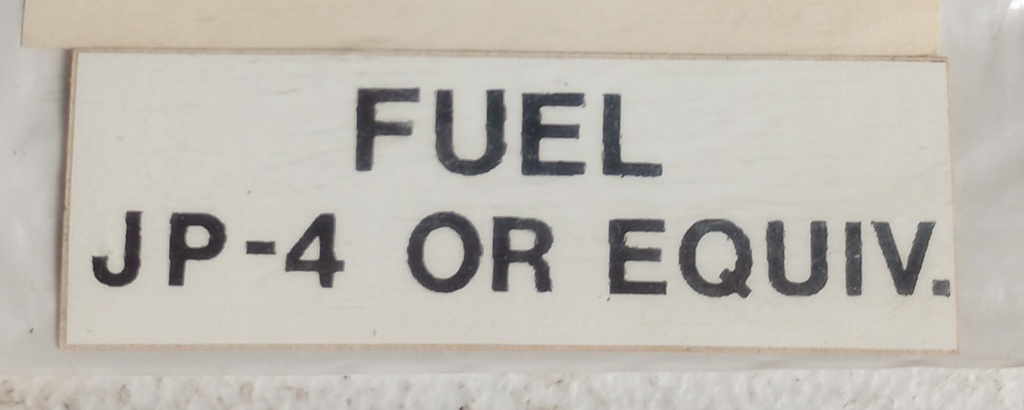 FUEL
JP-4 OR EQUIV.